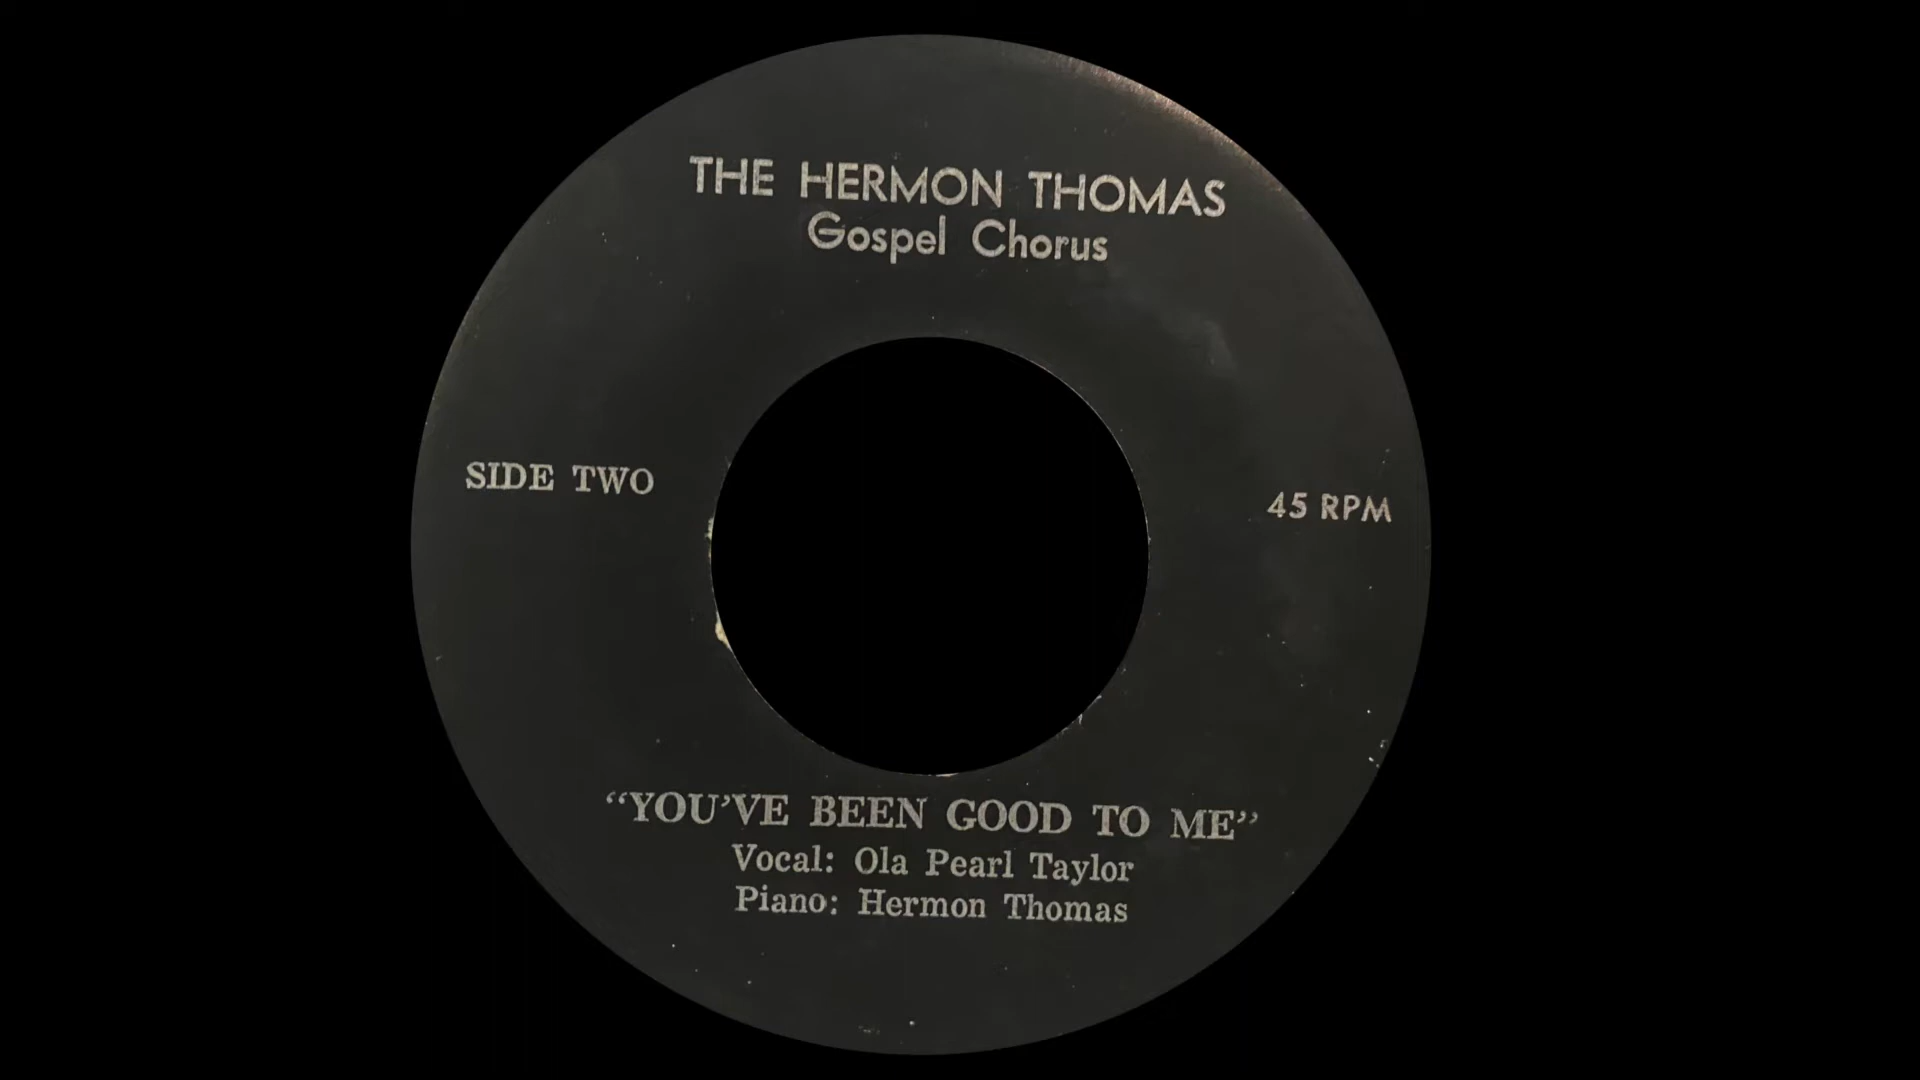 THE HERMON THOMAS
Gospel Chorus
SIDE TWO
45 RPM
“YOU’VE BEEN GOOD TO ME”
Vocal: Ola Pearl Taylor
Piano: Hermon Thomas